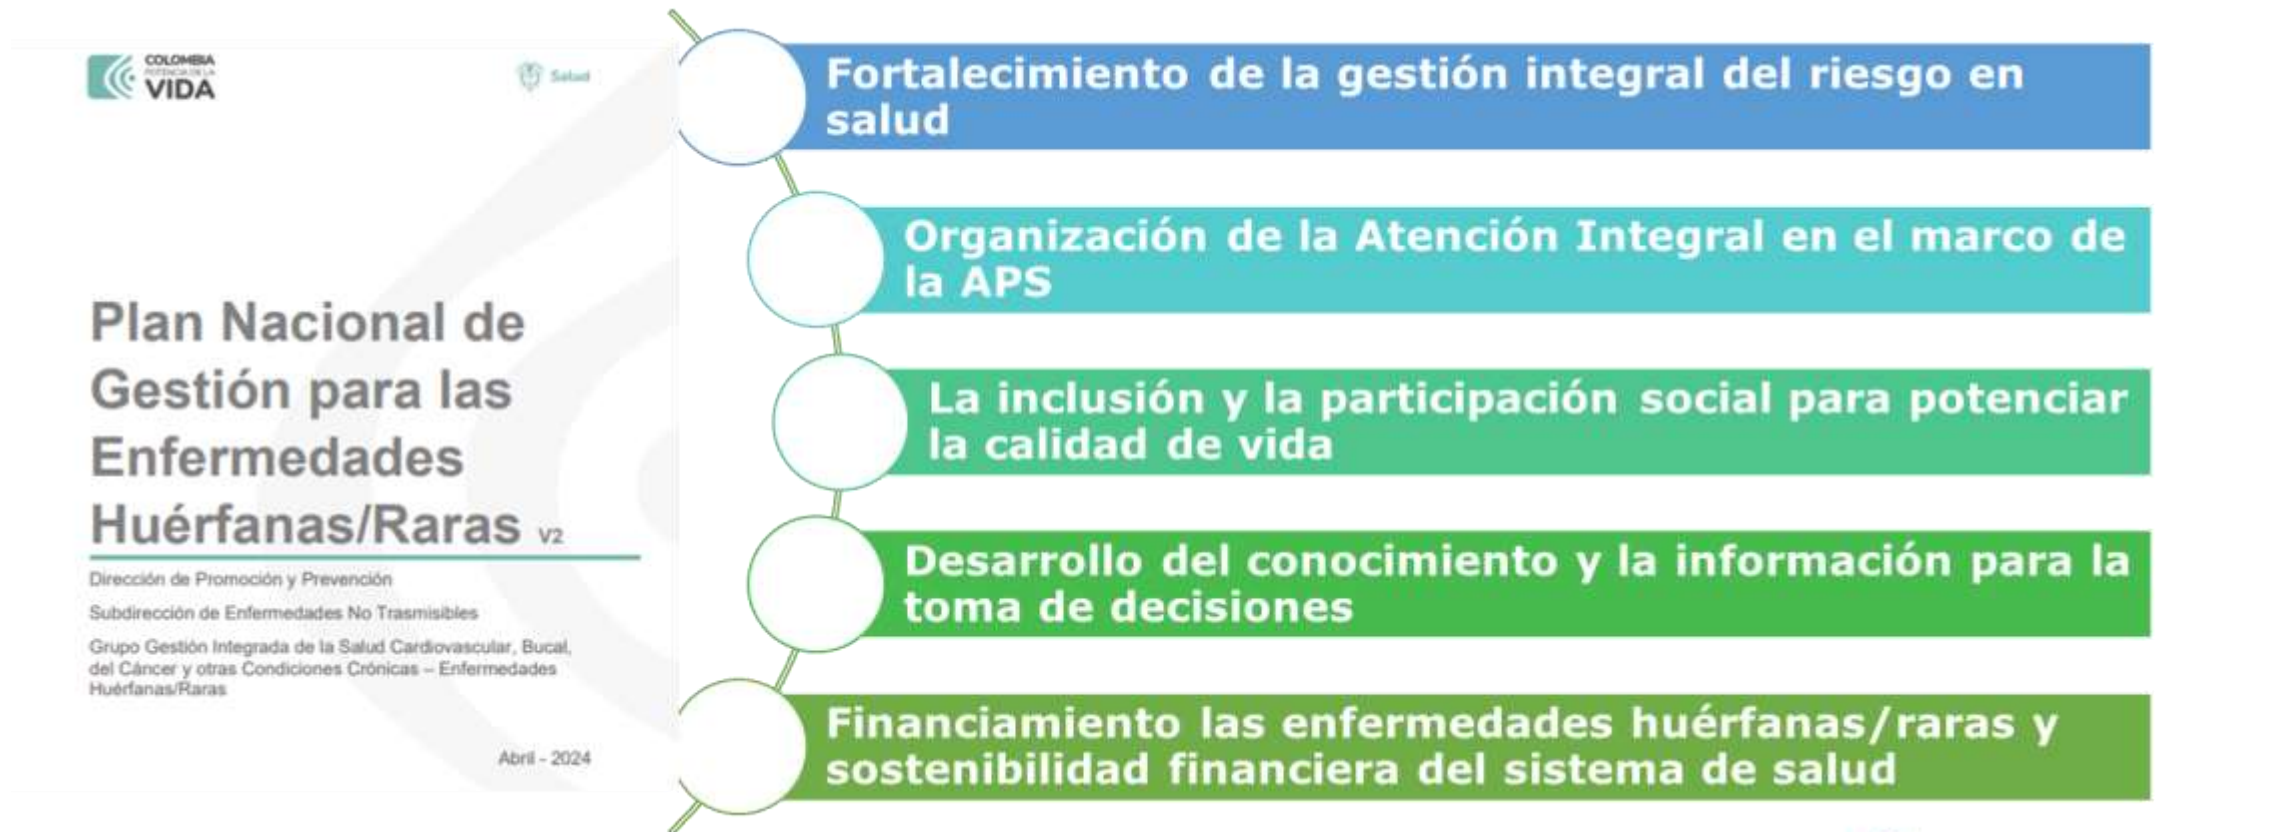 COLOMBIA
POTENCIA DE LA
VIDA
Salud
Plan Nacional de
Gestión para las
Enfermedades
Huérfanas/Raras V2
Dirección de Promoción y Prevención
Subdirección de Enfermedades No Trasmisibles
Grupo Gestión Integrada de la Salud Cardiovascular, Bucal,
del Cáncer y otras Condiciones Crónicas – Enfermedades
Huérfanas/Raras
Abril - 2024
Fortalecimiento de la gestión integral del riesgo en
salud
Organización de la Atención Integral en el marco de
la APS
La inclusión y la participación social para potenciar
la calidad de vida
Desarrollo del conocimiento y la información para la
toma de decisiones
Financiamiento las enfermedades huérfanas/raras y
sostenibilidad financiera del sistema de salud